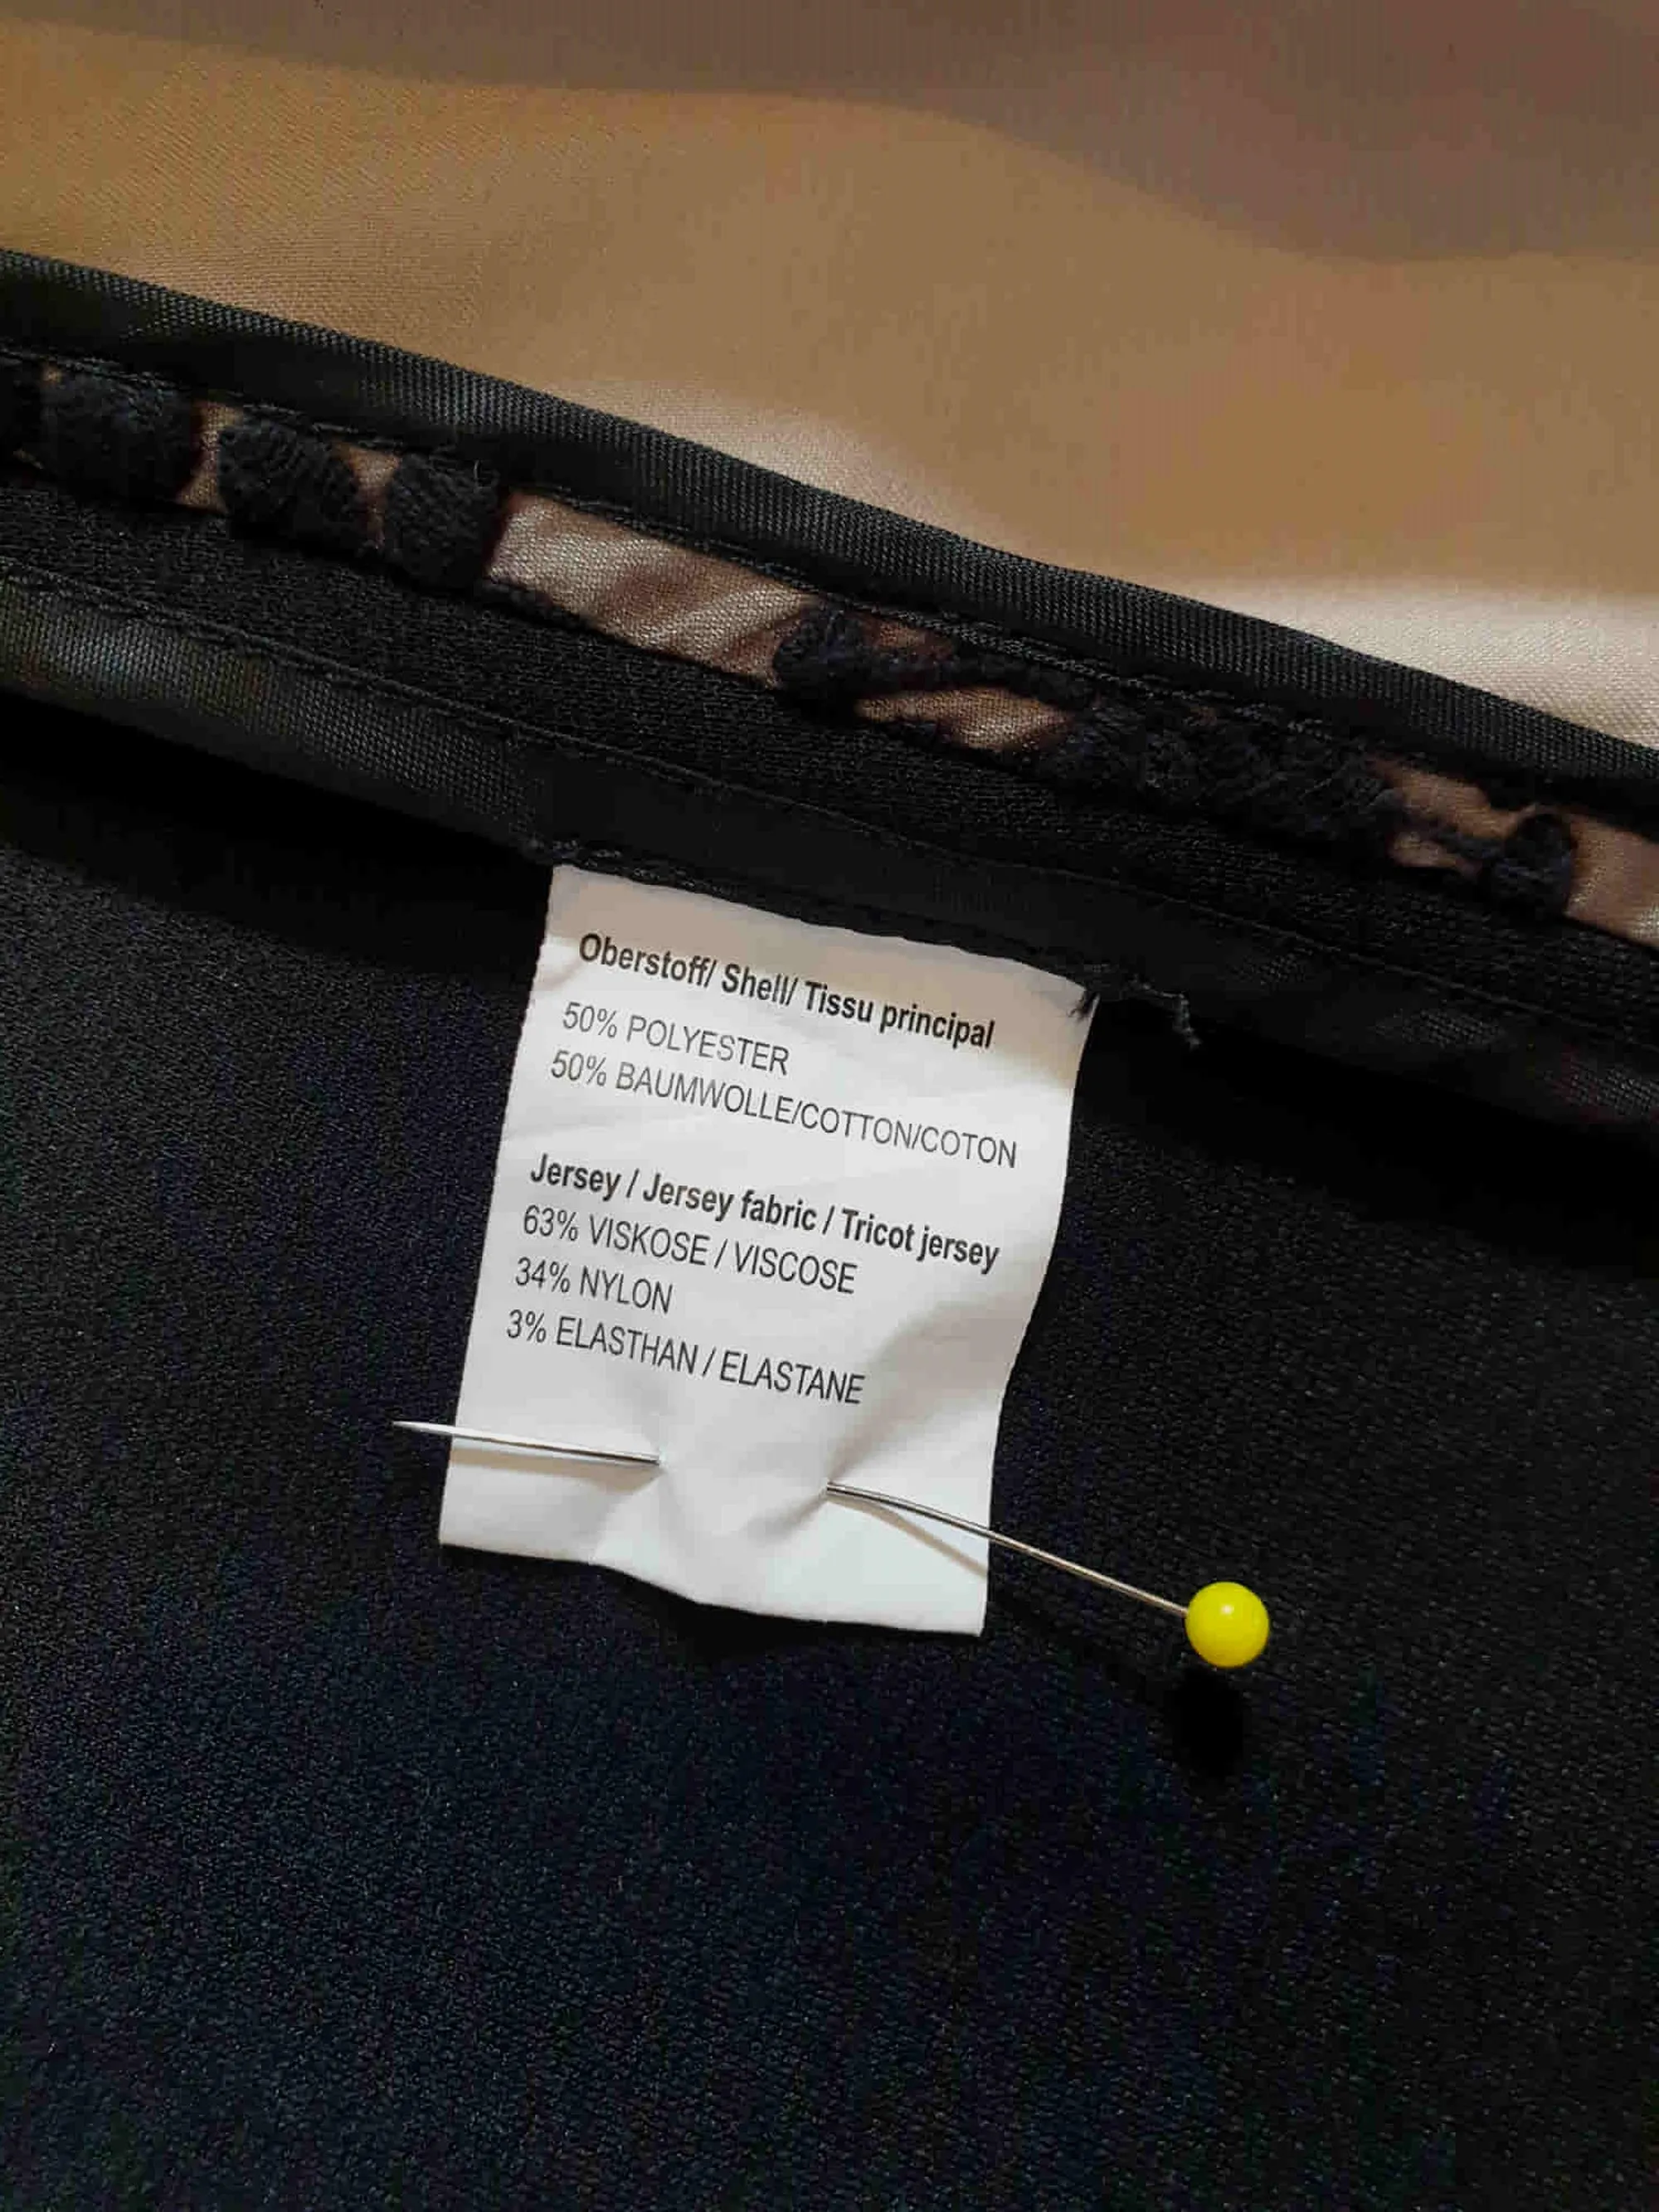 Oberstoff/ Shell/ Tissu principal
50% POLYESTER
50% BAUMWOLLE/COTTON/COTON
Jersey / Jersey fabric / Tricot jersey
63% VISKOSE / VISCOSE
34% NYLON
3% ELASTHAN / ELASTANE